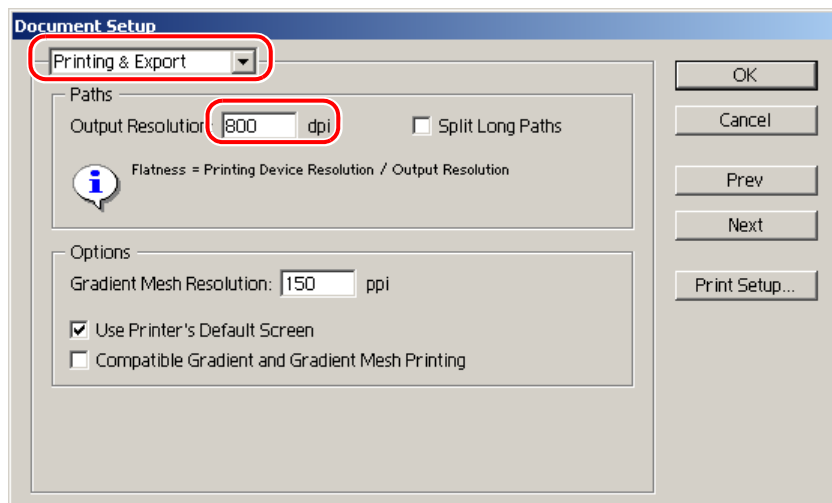 Document Setup
Printing & Export
Paths
Output Resolution: 800 dpi
Split Long Paths
Flatness = Printing Device Resolution / Output Resolution
Options
Gradient Mesh Resolution: 150 ppi
Use Printer's Default Screen
Compatible Gradient and Gradient Mesh Printing
OK
Cancel
Prev
Next
Print Setup...